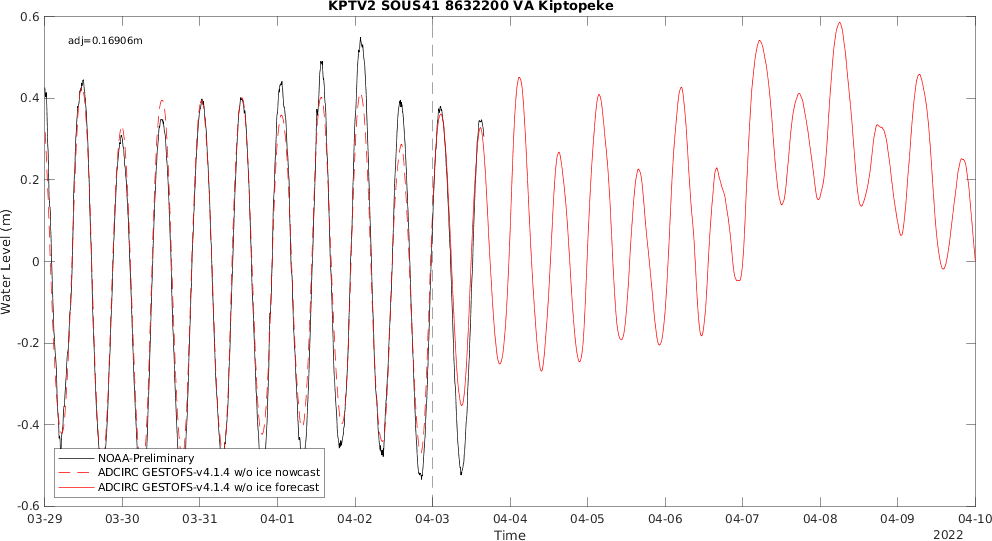 KPTV2 SOUS41 8632200 VA Kiptopeke
adj=0.16906m
0.6
0.4
0.2
0
-0.2
-0.4
-0.6
Water Level (m)
NOAA-Preliminary
ADCIRC GESTOFS-v4.1.4 w/o ice nowcast
ADCIRC GESTOFS-v4.1.4 w/o ice forecast
03-29 03-30 03-31 04-01 04-02 04-03 04-04 04-05 04-06 04-07 04-08 04-09 04-10
Time
2022